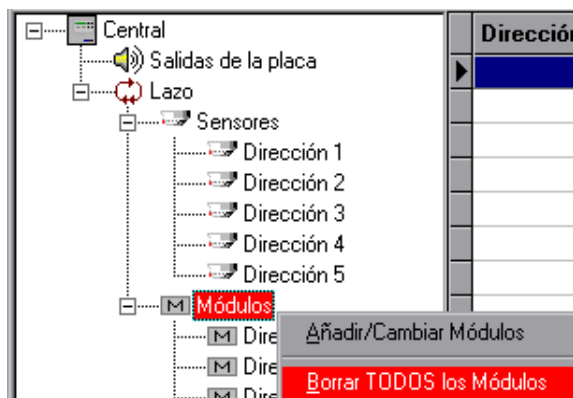 Central
Salidas de la placa
Lazo
Sensores
Dirección 1
Dirección 2
Dirección 3
Dirección 4
Dirección 5
M Módulos
M
M
M
Añadir/Cambiar Módulos
Borrar TODOS los Módulos